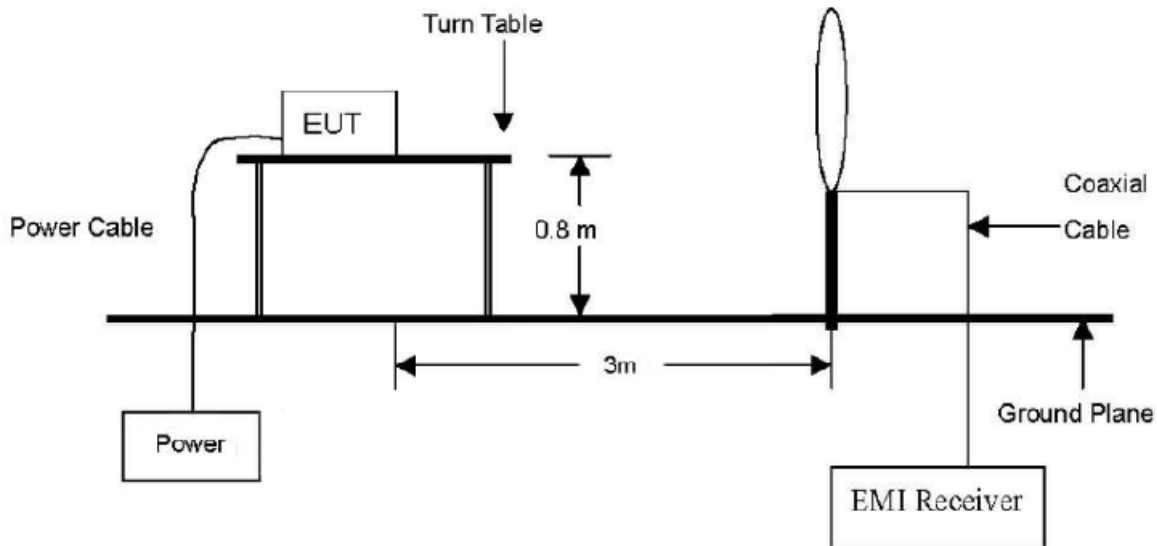 Turn Table
EUT
Coaxial
Cable
Power Cable
0.8 m
3m
Ground Plane
Power
EMI Receiver